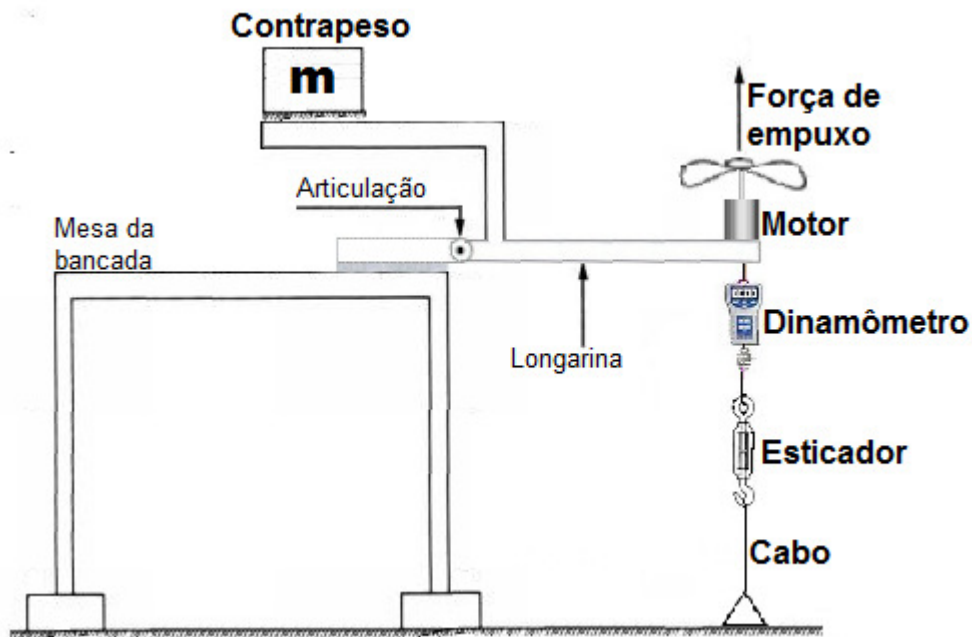 Contrapeso
m
Força de
empuxo
Articulação
Motor
Mesa da
bancada
Dinamômetro
Longarina
Esticador
Cabo